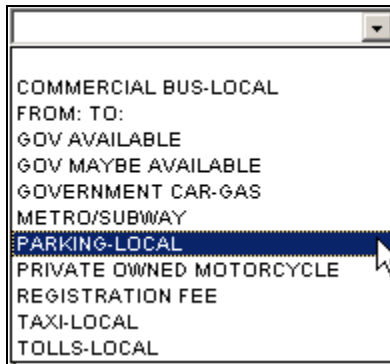 COMMERCIAL BUS-LOCAL
FROM: TO:
GOV AVAILABLE
GOV MAYBE AVAILABLE
GOVERNMENT CAR-GAS
METRO/SUBWAY
PARKING-LOCAL
PRIVATE OWNED MOTORCYCLE
REGISTRATION FEE
TAXI-LOCAL
TOLLS-LOCAL